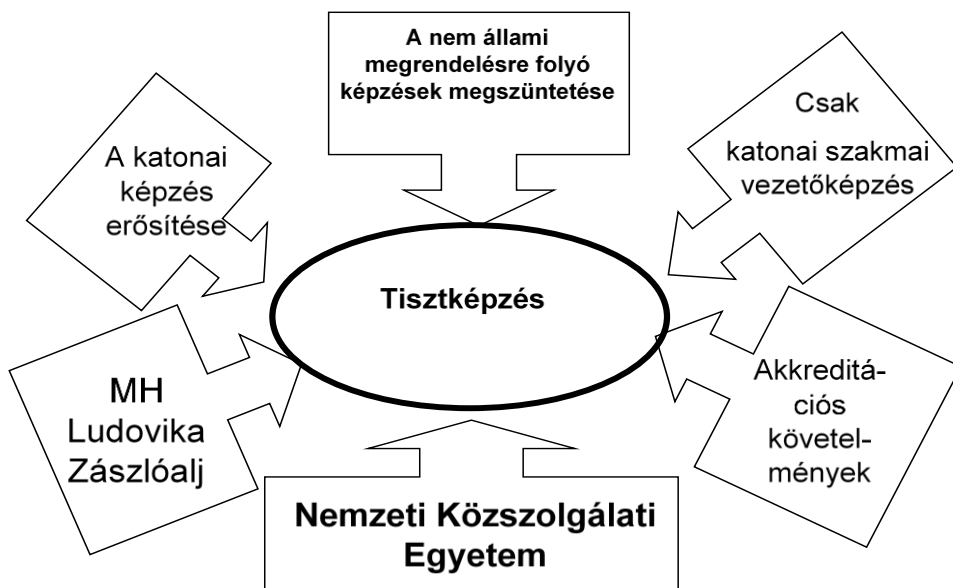 A nem állami
megrendelésre folyó
képzések megszüntetése
Csak
katonai szakmai
vezetőképzés
A katonai
képzés
erősítése
Tisztképzés
MH
Ludovika
Zászlóalj
Akkreditá-
ciós
követel-
mények
Nemzeti Közszolgálati
Egyetem